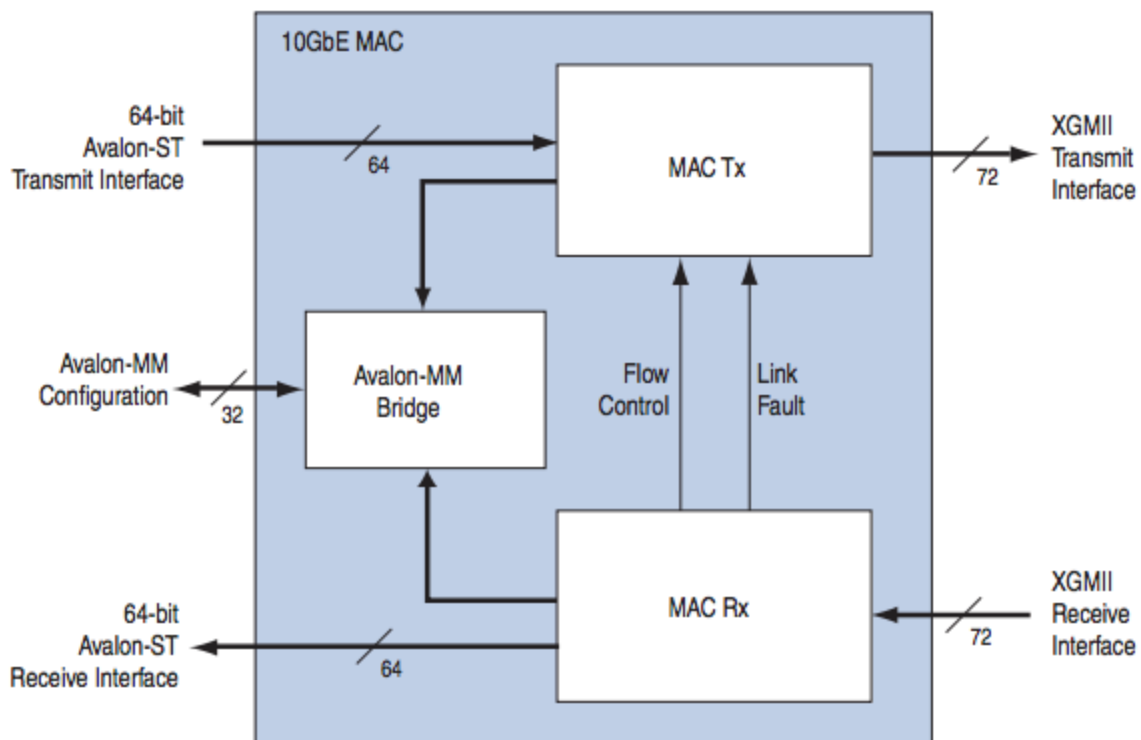 10GbE MAC
64-bit
Avalon-ST
Transmit Interface
64
MAC Tx
72
XGMII
Transmit
Interface
Avalon-MM
Configuration
32
Avalon-MM
Bridge
Flow
Control
Link
Fault
64-bit
Avalon-ST
Receive Interface
64
MAC Rx
72
XGMII
Receive
Interface